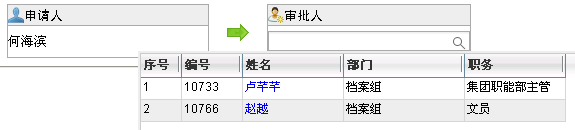 申请人
审批人
何海滨
序号 编号 姓名 部门 职务
1 10733 卢芊芊 档案组 集团职能部主管
2 10766 赵越 档案组 文员